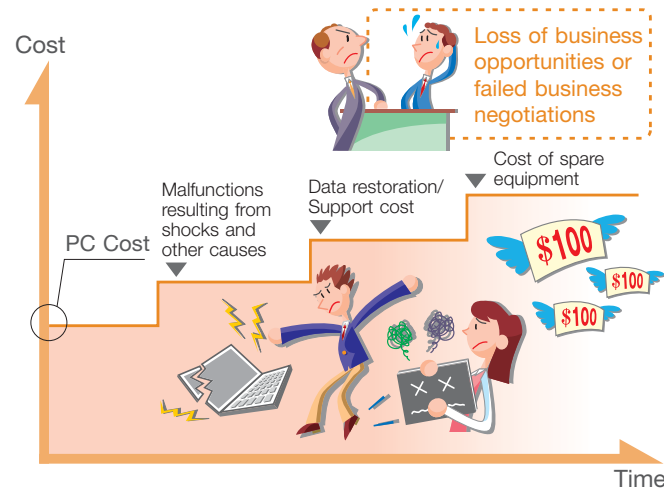 Cost
Loss of business
opportunities or
failed business
negotiations
Cost of spare
equipment
Data restoration/
Support cost
Malfunctions
resulting from
shocks and
other causes
PC Cost
$100
$100
$100
Time